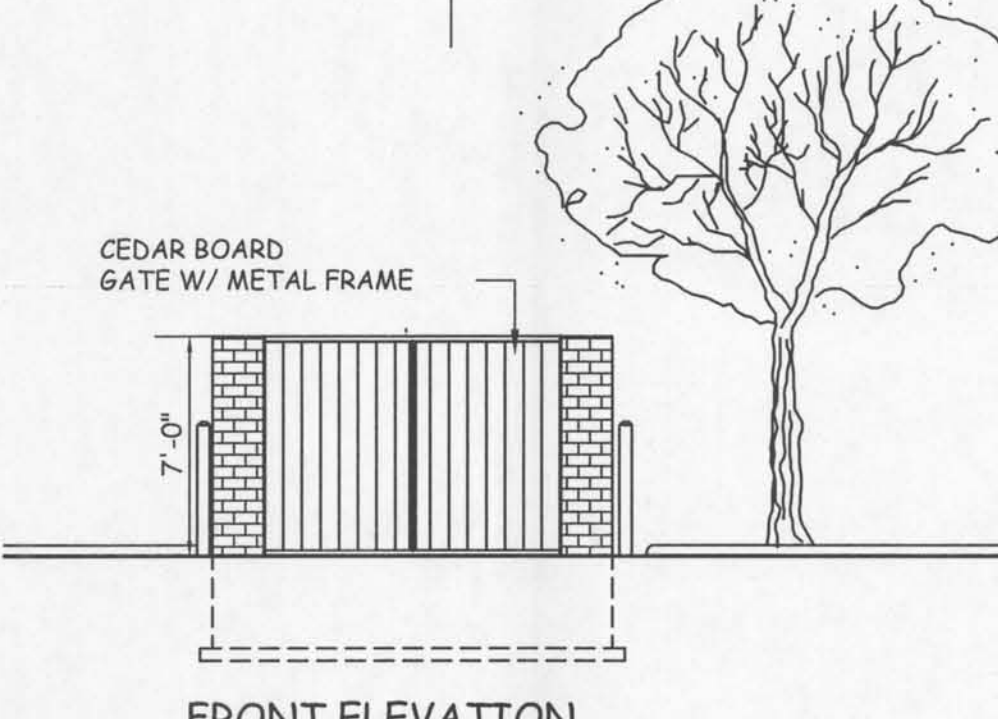 CEDAR BOARD
GATE W/ METAL FRAME
7'-0"
FRONT ELEVATION